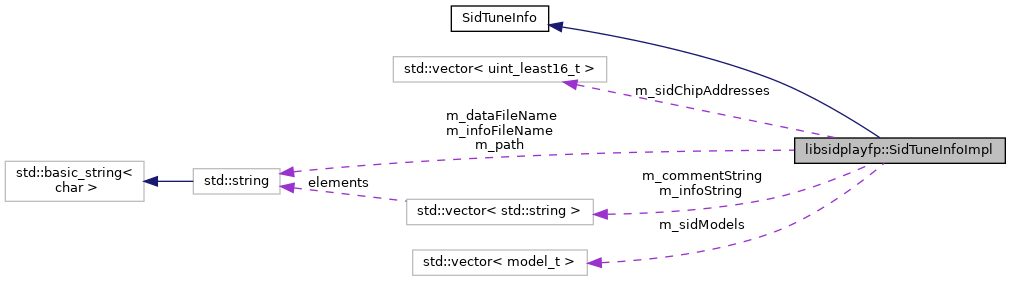 SidTuneInfo
std::vector< uint_least16_t >
m_sidChipAddresses
m_dataFileName
m_infoFileName
m_path
libsidplayfp::SidTuneInfoImpl
std::basic_string<
char >
std::string
elements
m_commentString
m_infoString
std::vector< std::string >
m_sidModels
std::vector< model_t >